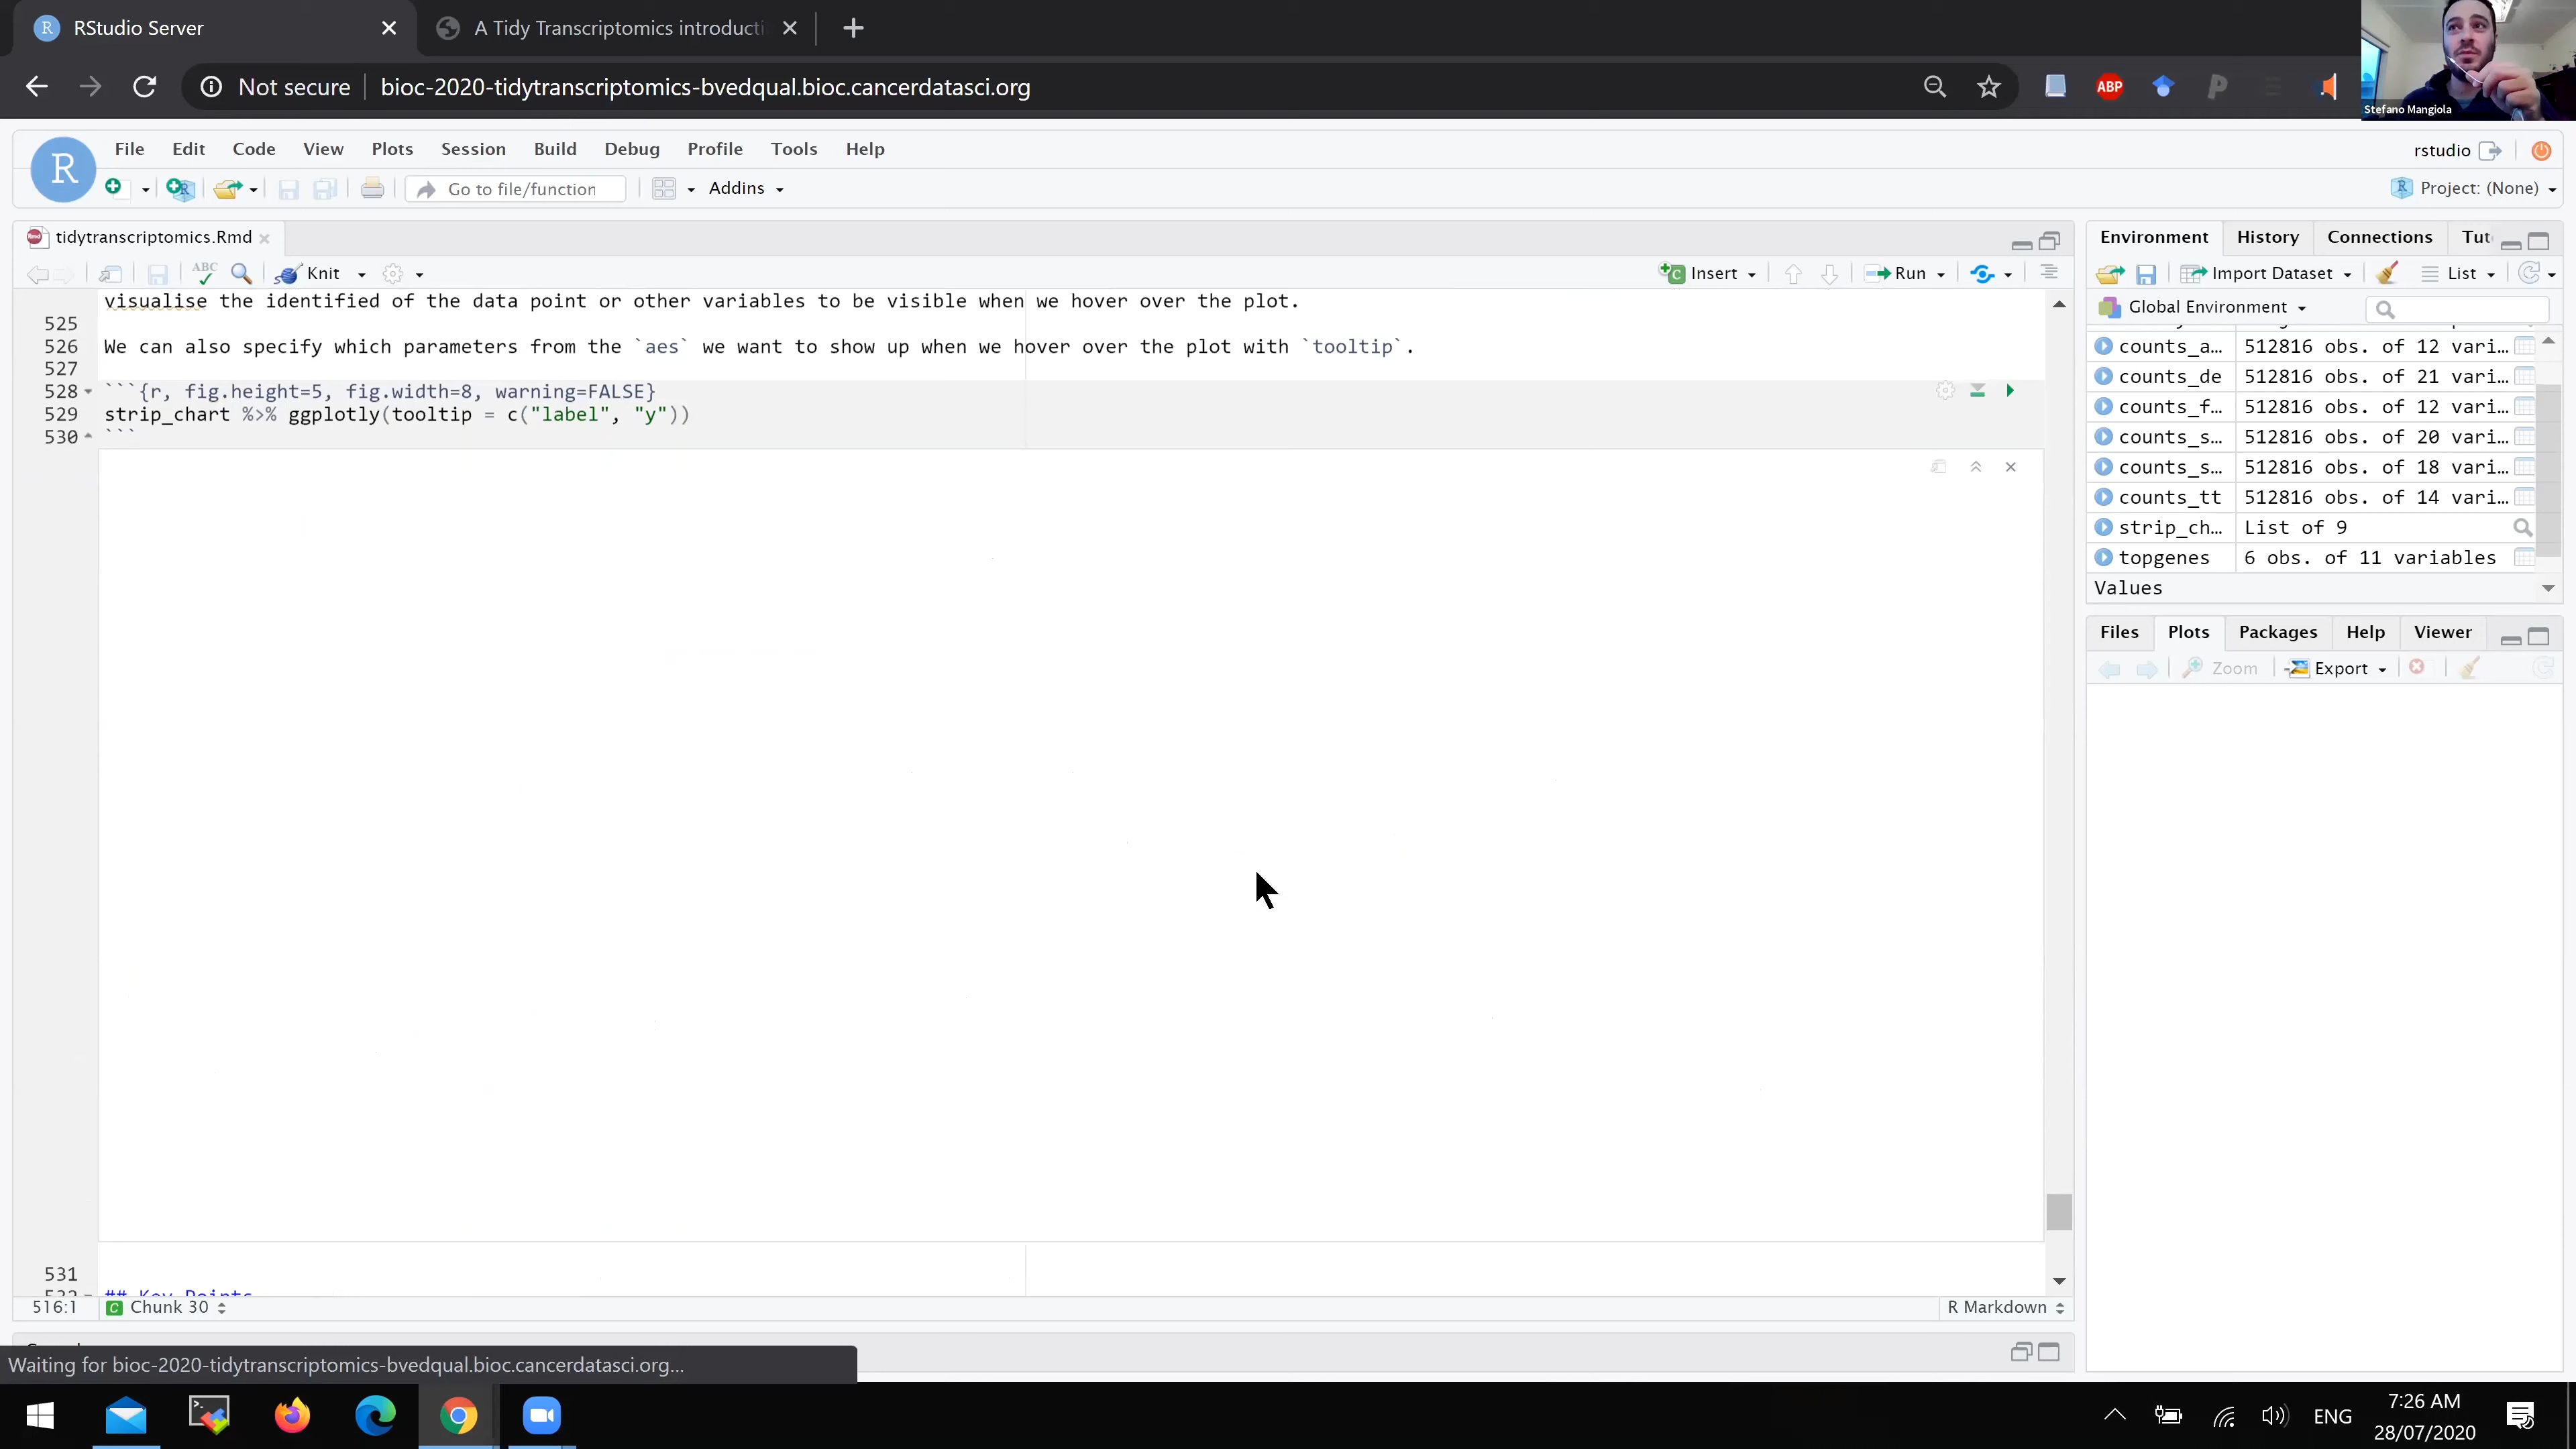 RStudio Server
A Tidy Transcriptomics introducti
Not secure
bioc-2020-tidytranscriptomics-bvedqual.bioc.cancerdatasci.org
ABP
Stefano Mangiola
R
File Edit Code View Plots Session Build Debug Profile Tools Help
rstudio
Go to file/function
Addins
Project: (None)
tidytranscriptomics.Rmd
ABC
Knit
Insert
Run
visualise the identified of the data point or other variables to be visible when we hover over the plot.
525
526 We can also specify which parameters from the `aes` we want to show up when we hover over the plot with `tooltip`.
527
528 ```{r, fig.height=5, fig.width=8, warning=FALSE}
529 strip_chart %>% ggplotly(tooltip = c("label", "y"))
530 ```
531
532 ## Key Points
516:1 Chunk 30
R Markdown
Environment History Connections Tut
Import Dataset
List
Global Environment
counts_a… 512816 obs. of 12 vari…
counts_de 512816 obs. of 21 vari…
counts_f… 512816 obs. of 12 vari…
counts_s… 512816 obs. of 20 vari…
counts_s… 512816 obs. of 18 vari…
counts_tt 512816 obs. of 14 vari…
strip_ch… List of 9
topgenes 6 obs. of 11 variables
Values
Files Plots Packages Help Viewer
Zoom
Export
Waiting for bioc-2020-tidytranscriptomics-bvedqual.bioc.cancerdatasci.org...
ENG
7:26 AM
28/07/2020